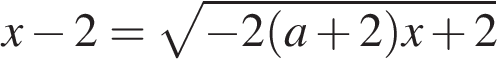 x − 2 = √(−2(a + 2)x + 2)